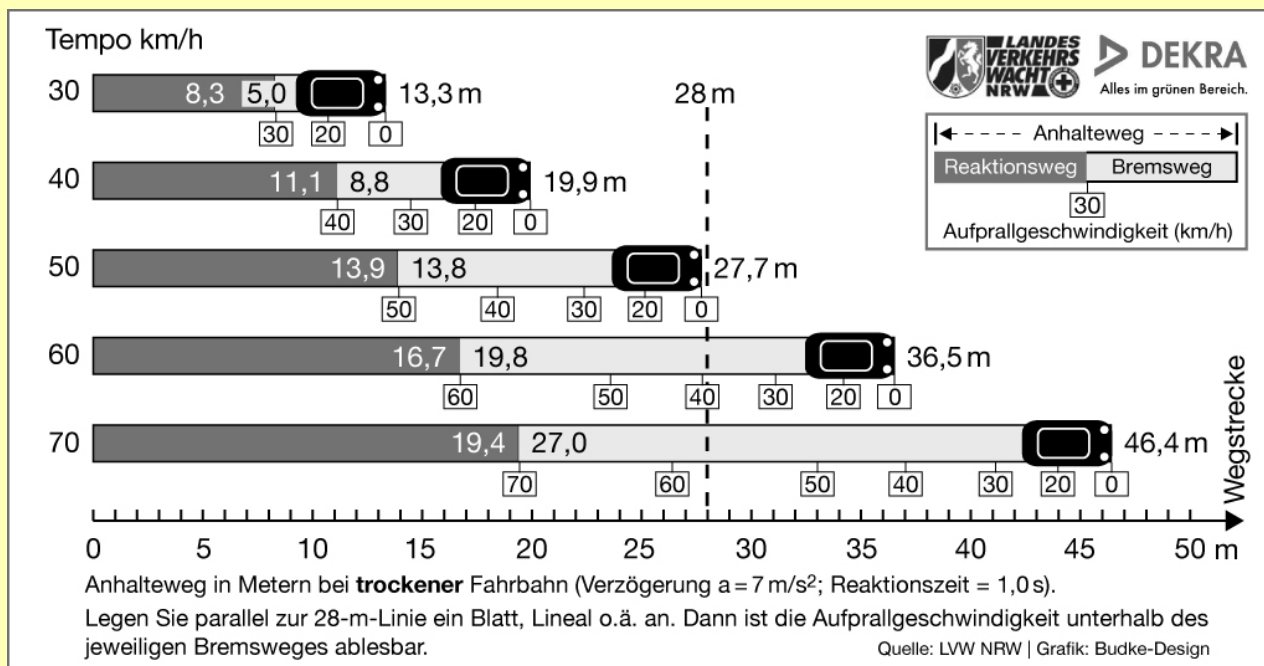 Tempo km/h
LANDES
VERKEHRS
WACHT
NRW
DEKRA
Alles im grünen Bereich.
30 8,3 5,0 13,3 m 28 m
30 20 0
Anhalteweg
Reaktionsweg Bremsweg
30
Aufprallgeschwindigkeit (km/h)
40 11,1 8,8 19,9 m
40 30 20 0
50 13,9 13,8 27,7 m
50 40 30 20 0
60 16,7 19,8 36,5 m
60 50 40 30 20 0
70 19,4 27,0 46,4 m
70 60 50 40 30 20 0
Wegstrecke
0 5 10 15 20 25 30 35 40 45 50 m
Anhalteweg in Metern bei trockener Fahrbahn (Verzögerung a = 7 m/s²; Reaktionszeit = 1,0 s).
Legen Sie parallel zur 28-m-Linie ein Blatt, Lineal o.ä. an. Dann ist die Aufprallgeschwindigkeit unterhalb des
jeweiligen Bremsweges ablesbar.
Quelle: LVW NRW | Grafik: Budke-Design